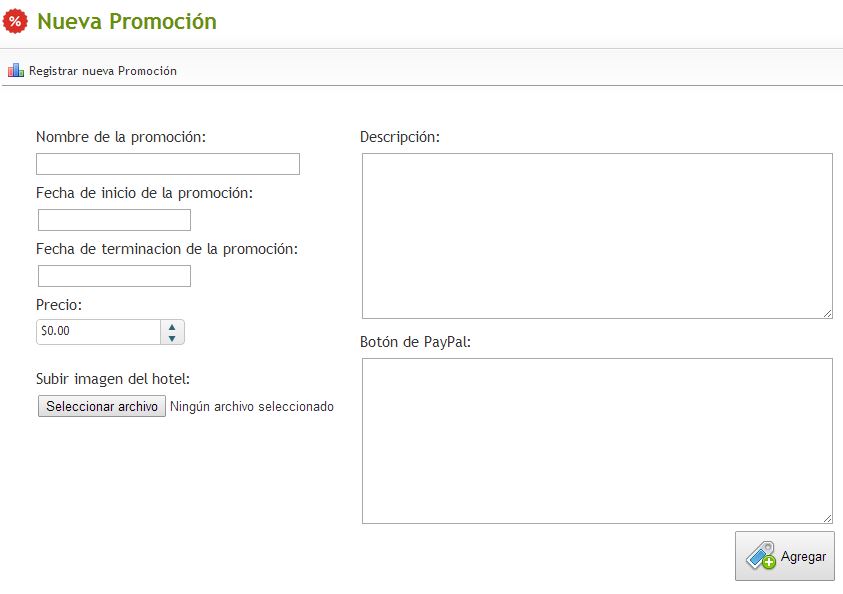 % Nueva Promoción
Registrar nueva Promoción
Nombre de la promoción:
Fecha de inicio de la promoción:
Fecha de terminacion de la promoción:
Precio:
$0.00
Subir imagen del hotel:
Seleccionar archivo Ningún archivo seleccionado
Descripción:
Botón de PayPal:
Agregar